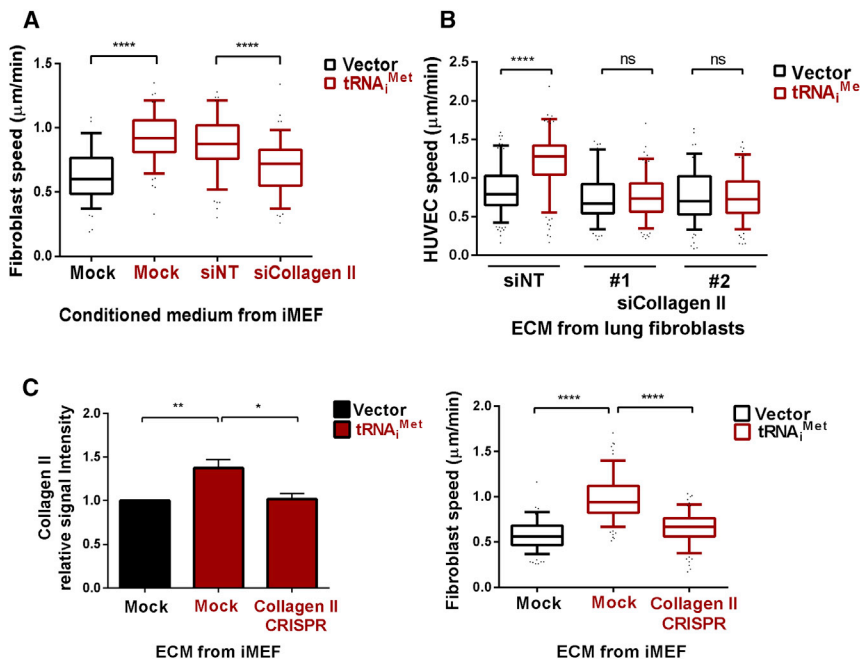 A
Fibroblast speed (μm/min)
1.5
1.0
0.5
0.0
****
****
Vector
tRNAiMet
Mock
Mock
siNT
siCollagen II
Conditioned medium from iMEF
B
HUVEC speed (μm/min)
2.5
2.0
1.5
1.0
0.5
0.0
****
ns
ns
Vector
tRNAiMe
siNT
#1
#2
siCollagen II
ECM from lung fibroblasts
C
Collagen II
relative signal Intensity
2.0
1.5
1.0
0.5
0.0
**
*
Vector
tRNAiMet
Mock
Mock
Collagen II
CRISPR
ECM from iMEF
Fibroblast speed (μm/min)
2.0
1.5
1.0
0.5
0.0
****
****
Vector
tRNAiMet
Mock
Mock
Collagen II
CRISPR
ECM from iMEF